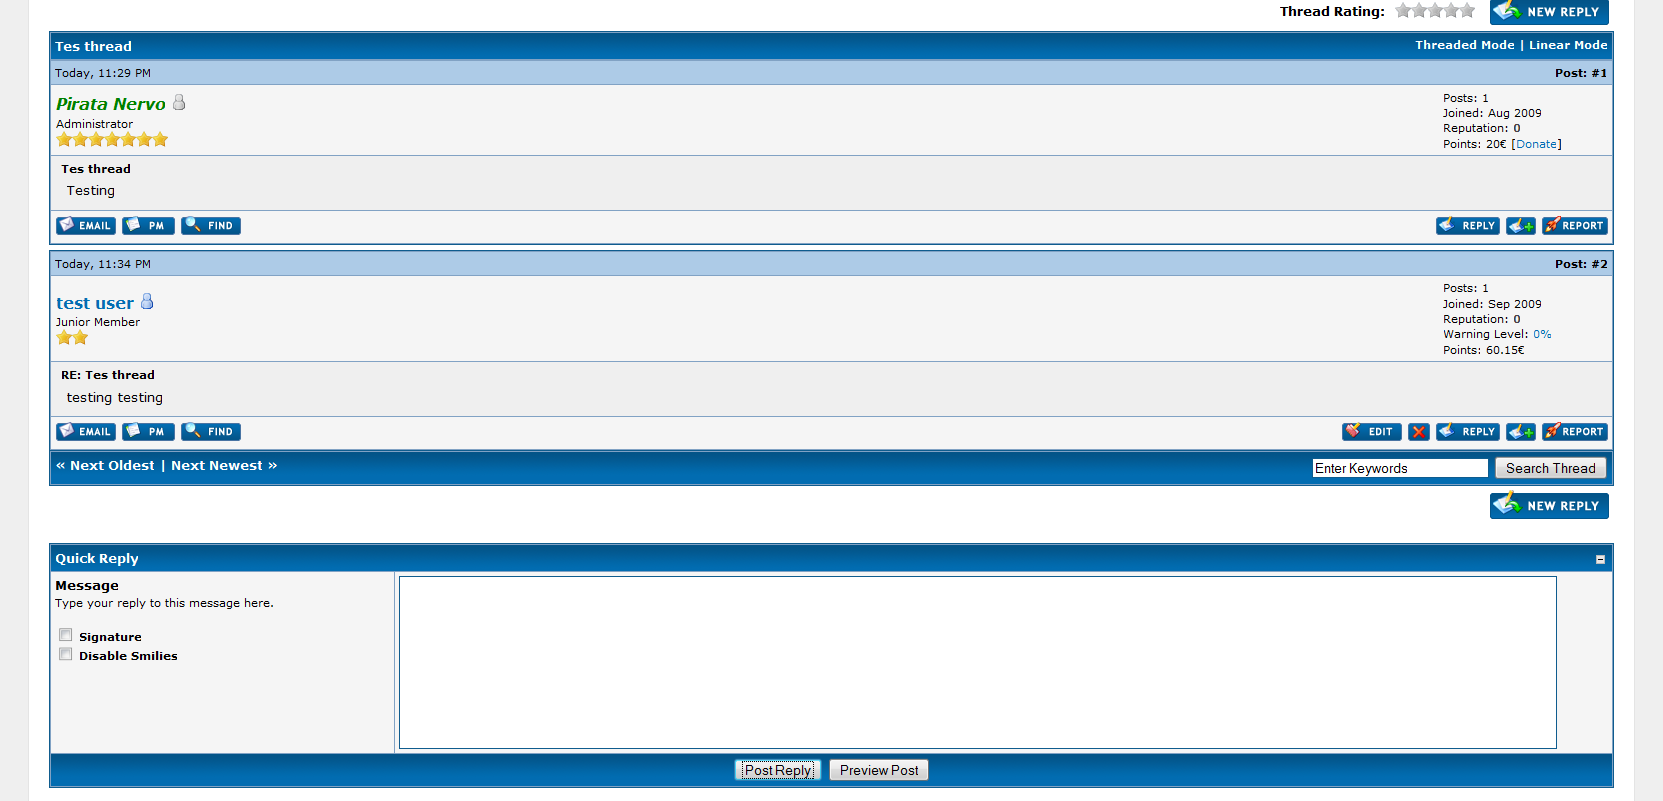 Thread Rating: NEW REPLY
Tes thread Threaded Mode | Linear Mode
Today, 11:29 PM Post: #1
Pirata Nervo
Administrator
Posts: 1
Joined: Aug 2009
Reputation: 0
Points: 20€ [Donate]
Tes thread
Testing
EMAIL PM FIND REPLY REPORT
Today, 11:34 PM Post: #2
test user
Junior Member
Posts: 1
Joined: Sep 2009
Reputation: 0
Warning Level: 0%
Points: 60.15€
RE: Tes thread
testing testing
EMAIL PM FIND EDIT REPLY REPORT
« Next Oldest | Next Newest » Enter Keywords Search Thread
NEW REPLY
Quick Reply
Message
Type your reply to this message here.
Signature
Disable Smilies
Post Reply Preview Post